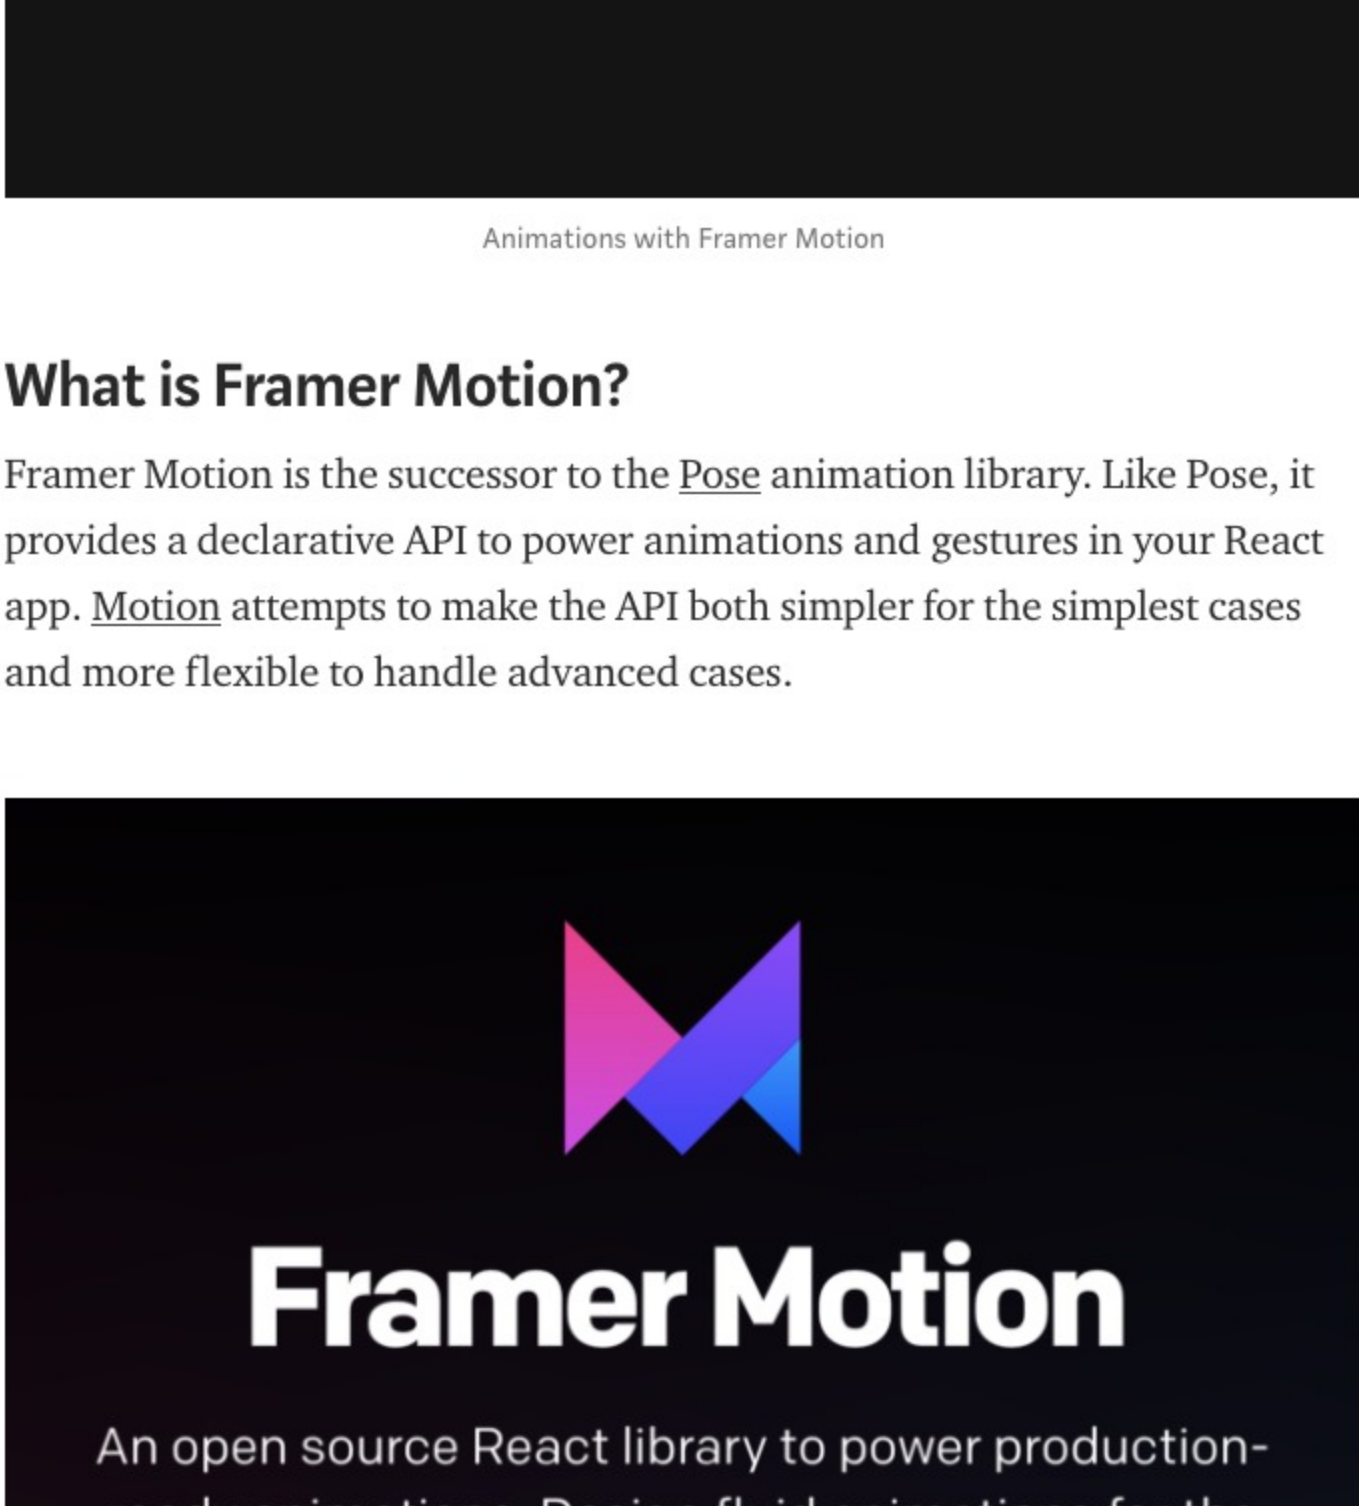 Animations with Framer Motion
What is Framer Motion?
Framer Motion is the successor to the Pose animation library. Like Pose, it
provides a declarative API to power animations and gestures in your React
app. Motion attempts to make the API both simpler for the simplest cases
and more flexible to handle advanced cases.
Framer Motion
An open source React library to power production-